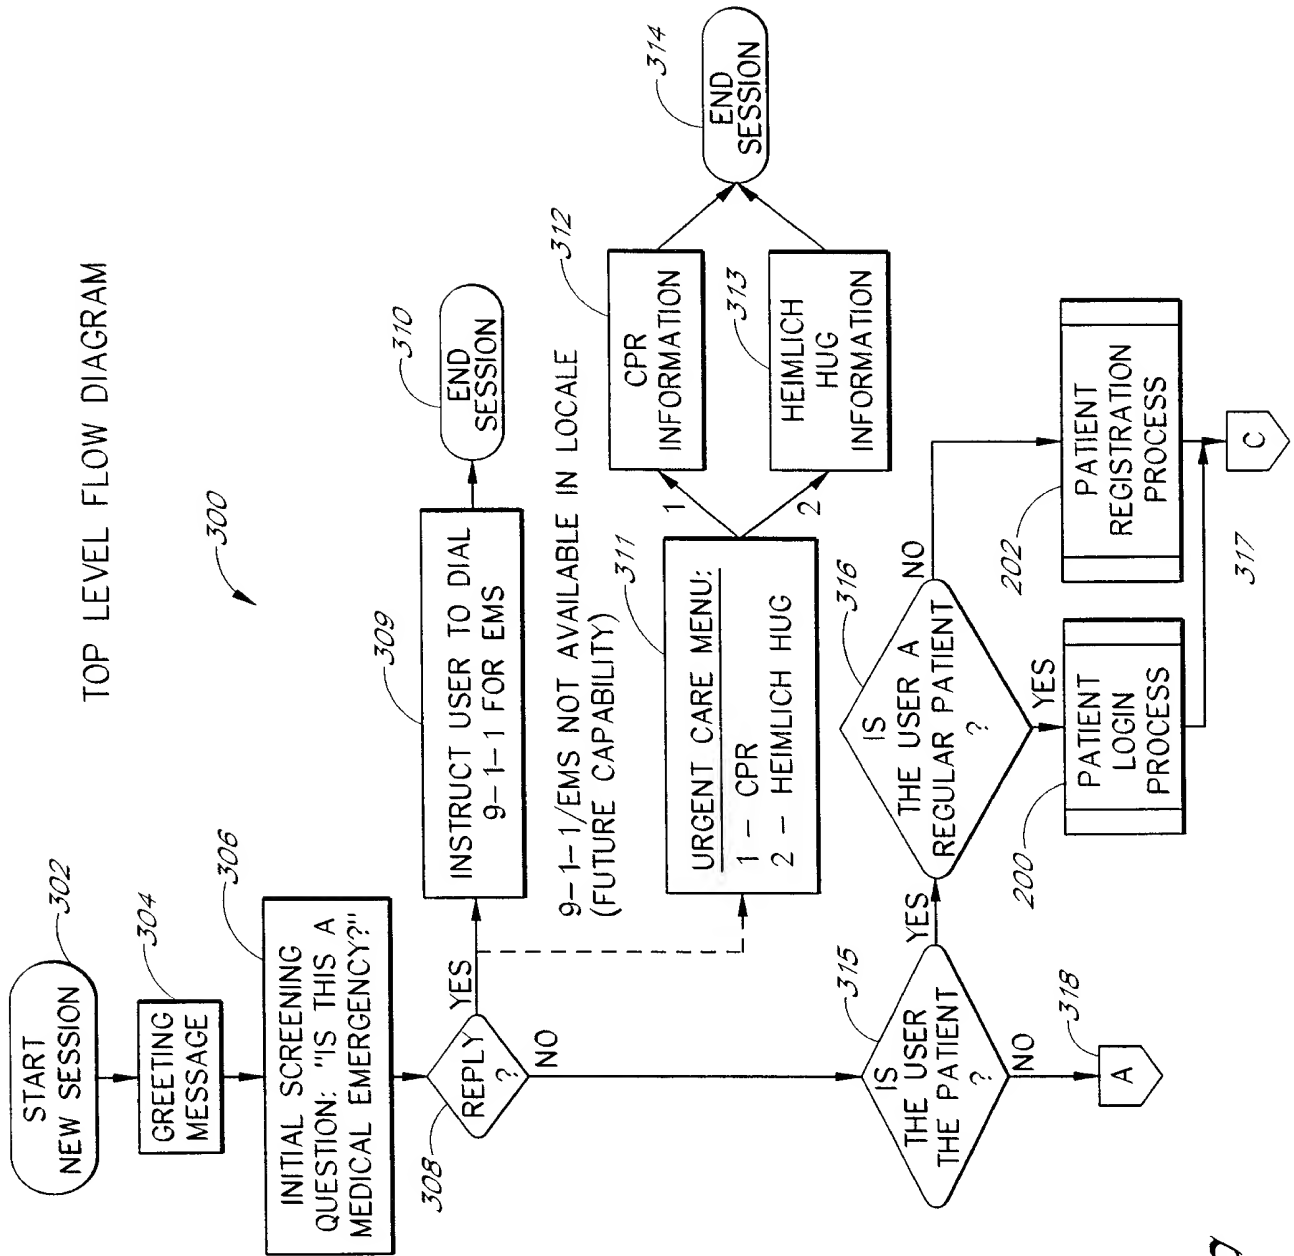 TOP LEVEL FLOW DIAGRAM
300
START
NEW SESSION
302
GREETING
MESSAGE
304
INITIAL SCREENING
QUESTION: "IS THIS A
MEDICAL EMERGENCY?"
306
REPLY
?
308
YES
NO
INSTRUCT USER TO DIAL
9-1-1 FOR EMS
309
END
SESSION
310
9-1-1/EMS NOT AVAILABLE IN LOCALE
(FUTURE CAPABILITY)
URGENT CARE MENU:
1 - CPR
2 - HEIMLICH HUG
311
1
2
CPR
INFORMATION
312
HEIMLICH
HUG
INFORMATION
313
END
SESSION
314
IS
THE USER
THE PATIENT
?
315
YES
NO
A
318
IS
THE USER A
REGULAR PATIENT
?
316
YES
NO
PATIENT
LOGIN
PROCESS
200
PATIENT
REGISTRATION
PROCESS
202
317
C